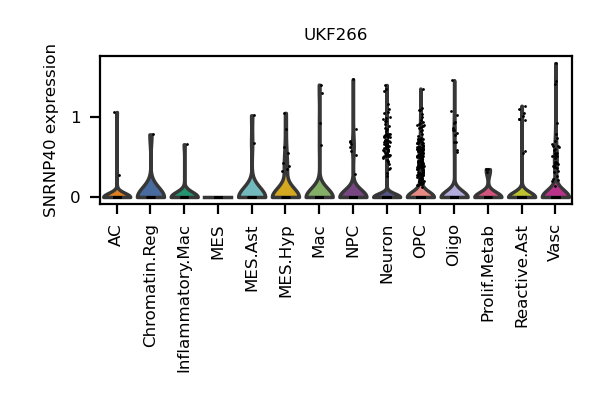 UKF266
SNRNP40 expression
1
0
AC
Chromatin.Reg
Inflammatory.Mac
MES
MES.Ast
MES.Hyp
Mac
NPC
Neuron
OPC
Oligo
Prolif.Metab
Reactive.Ast
Vasc